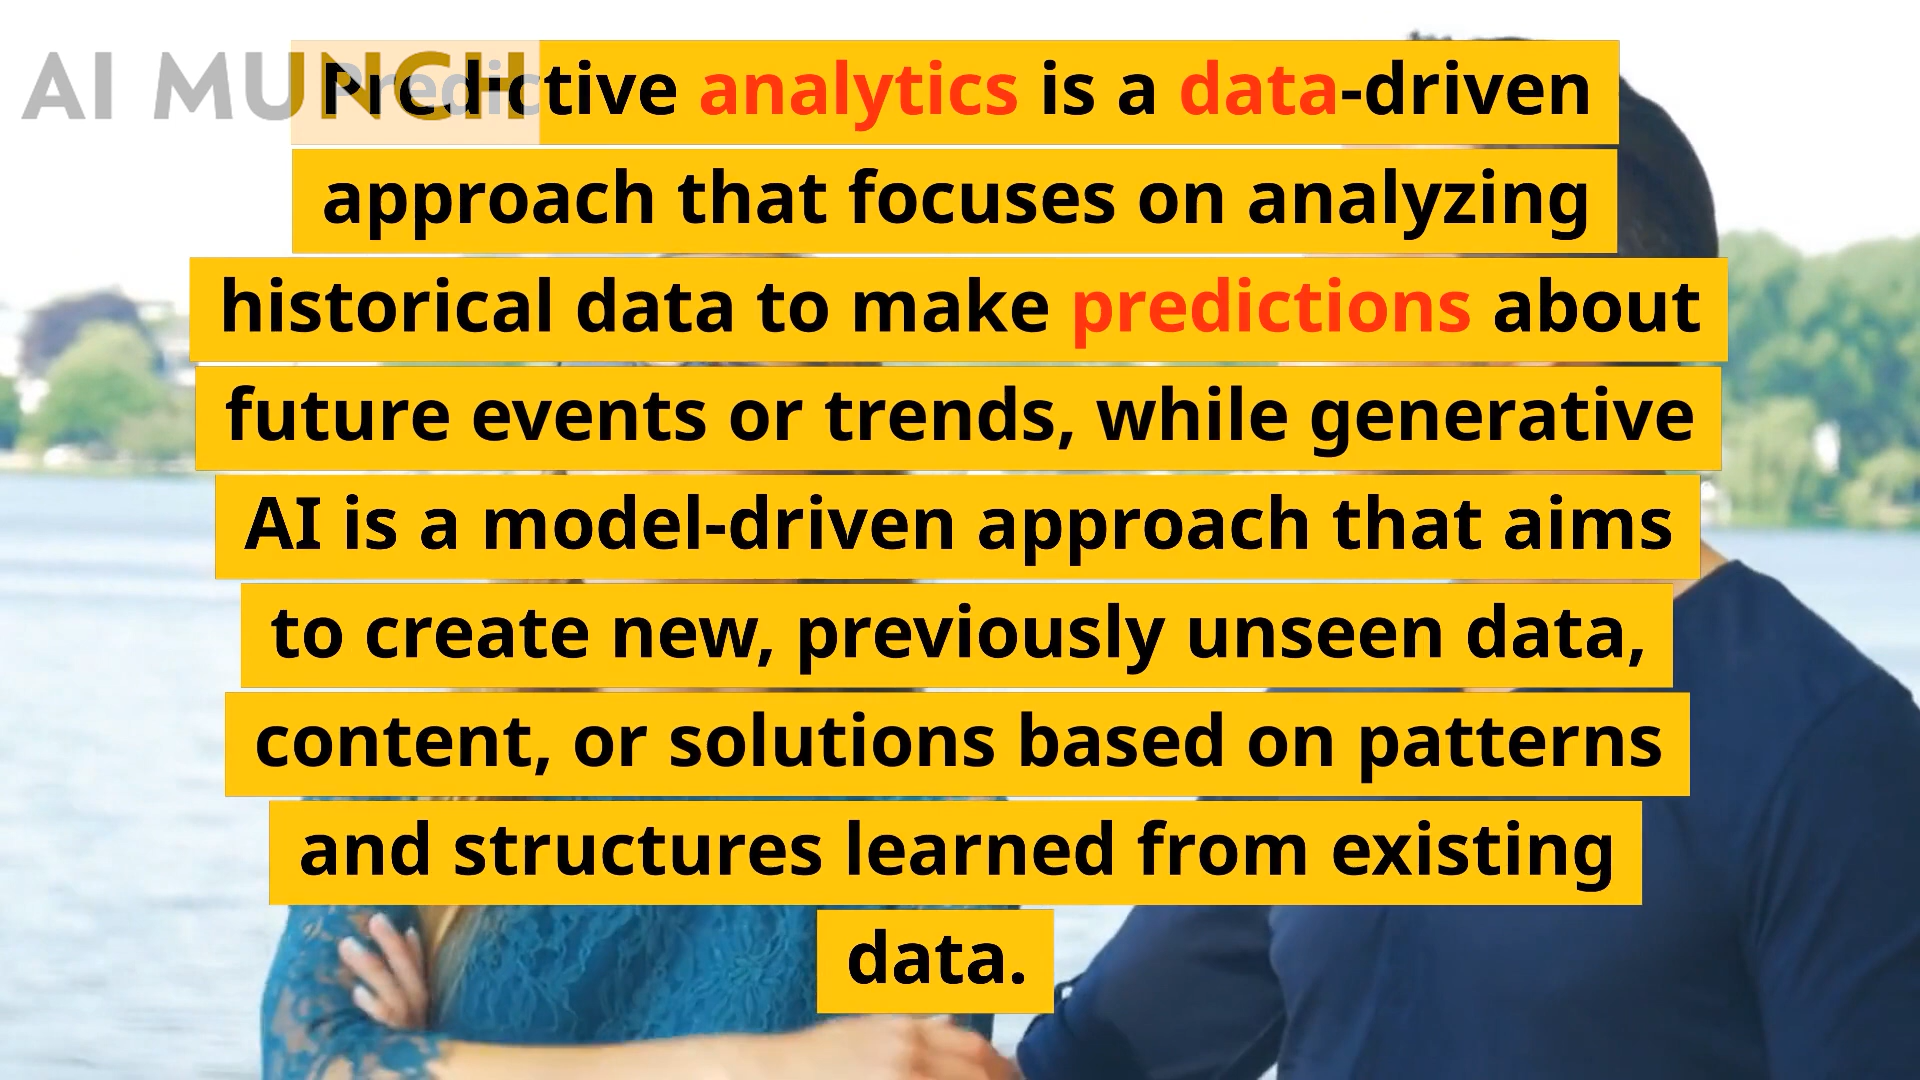 AI MUNCH
Predictive analytics is a data-driven
approach that focuses on analyzing
historical data to make predictions about
future events or trends, while generative
AI is a model-driven approach that aims
to create new, previously unseen data,
content, or solutions based on patterns
and structures learned from existing
data.